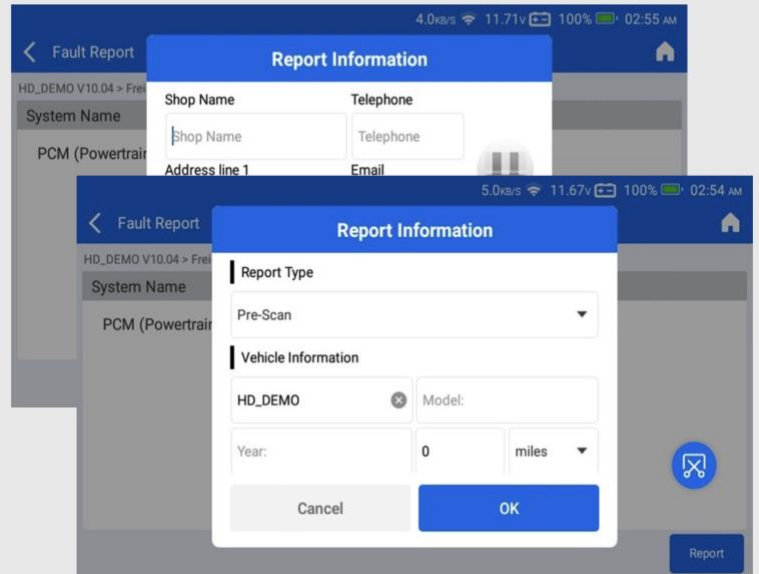 4.0KB/S 11.71v 100% 02:55 AM
Fault Report
Report Information
HD_DEMO V10.04 > Frei
System Name
Shop Name Telephone
Shop Name Telephone
PCM (Powertrain
Address line 1 Email
5.0KB/S 11.67v 100% 02:54 AM
Fault Report
Report Information
HD_DEMO V10.04 > Frei
System Name
Report Type
Pre-Scan
PCM (Powertrain
Vehicle Information
HD_DEMO Model:
Year: 0 miles
Cancel OK
Report